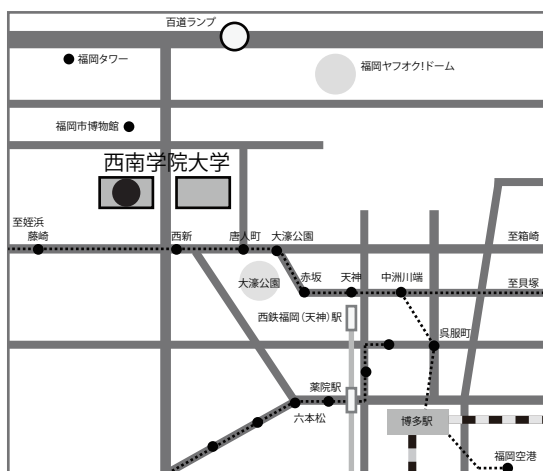 百道ランプ
福岡タワー
福岡ヤフオク!ドーム
福岡市博物館
西南学院大学
至姪浜
藤崎
西新
唐人町
大濠公園
至箱崎
大濠公園
赤坂
天神
中洲川端
至貝塚
西鉄福岡(天神)駅
呉服町
薬院駅
六本松
博多駅
福岡空港